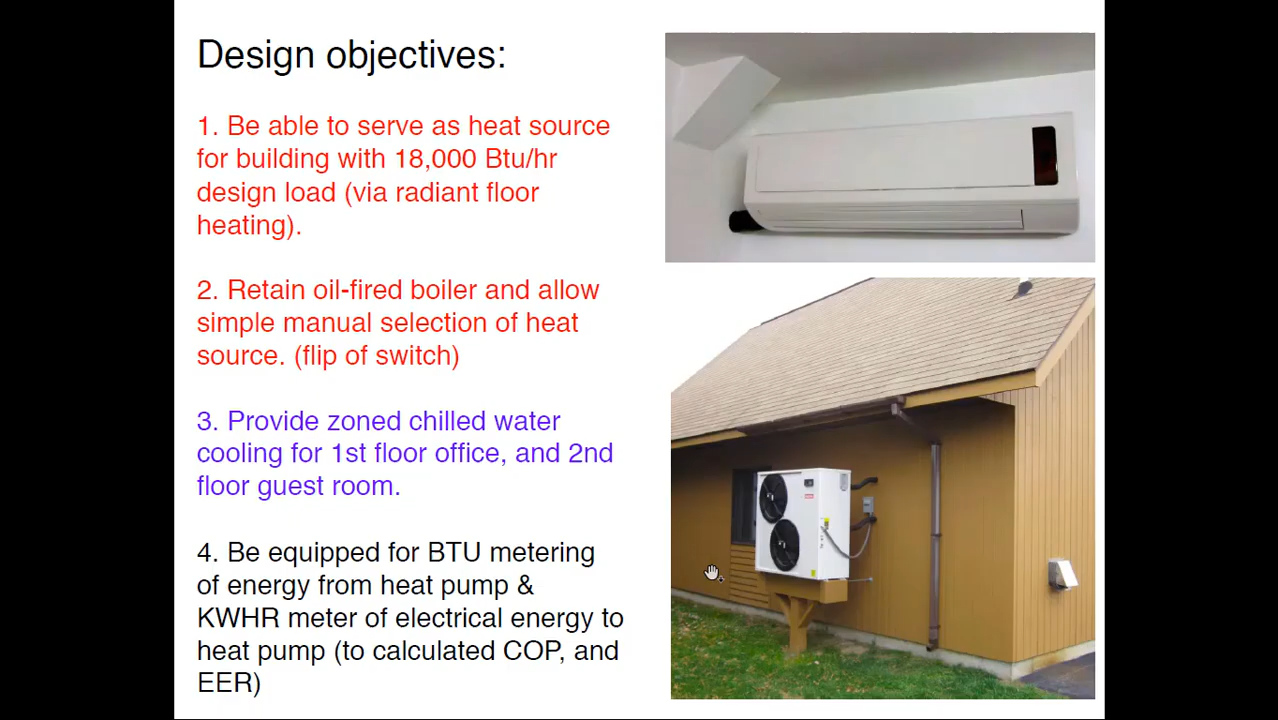 Design objectives:
1. Be able to serve as heat source
for building with 18,000 Btu/hr
design load (via radiant floor
heating).
2. Retain oil-fired boiler and allow
simple manual selection of heat
source. (flip of switch)
3. Provide zoned chilled water
cooling for 1st floor office, and 2nd
floor guest room.
4. Be equipped for BTU metering
of energy from heat pump &
KWHR meter of electrical energy to
heat pump (to calculated COP, and
EER)